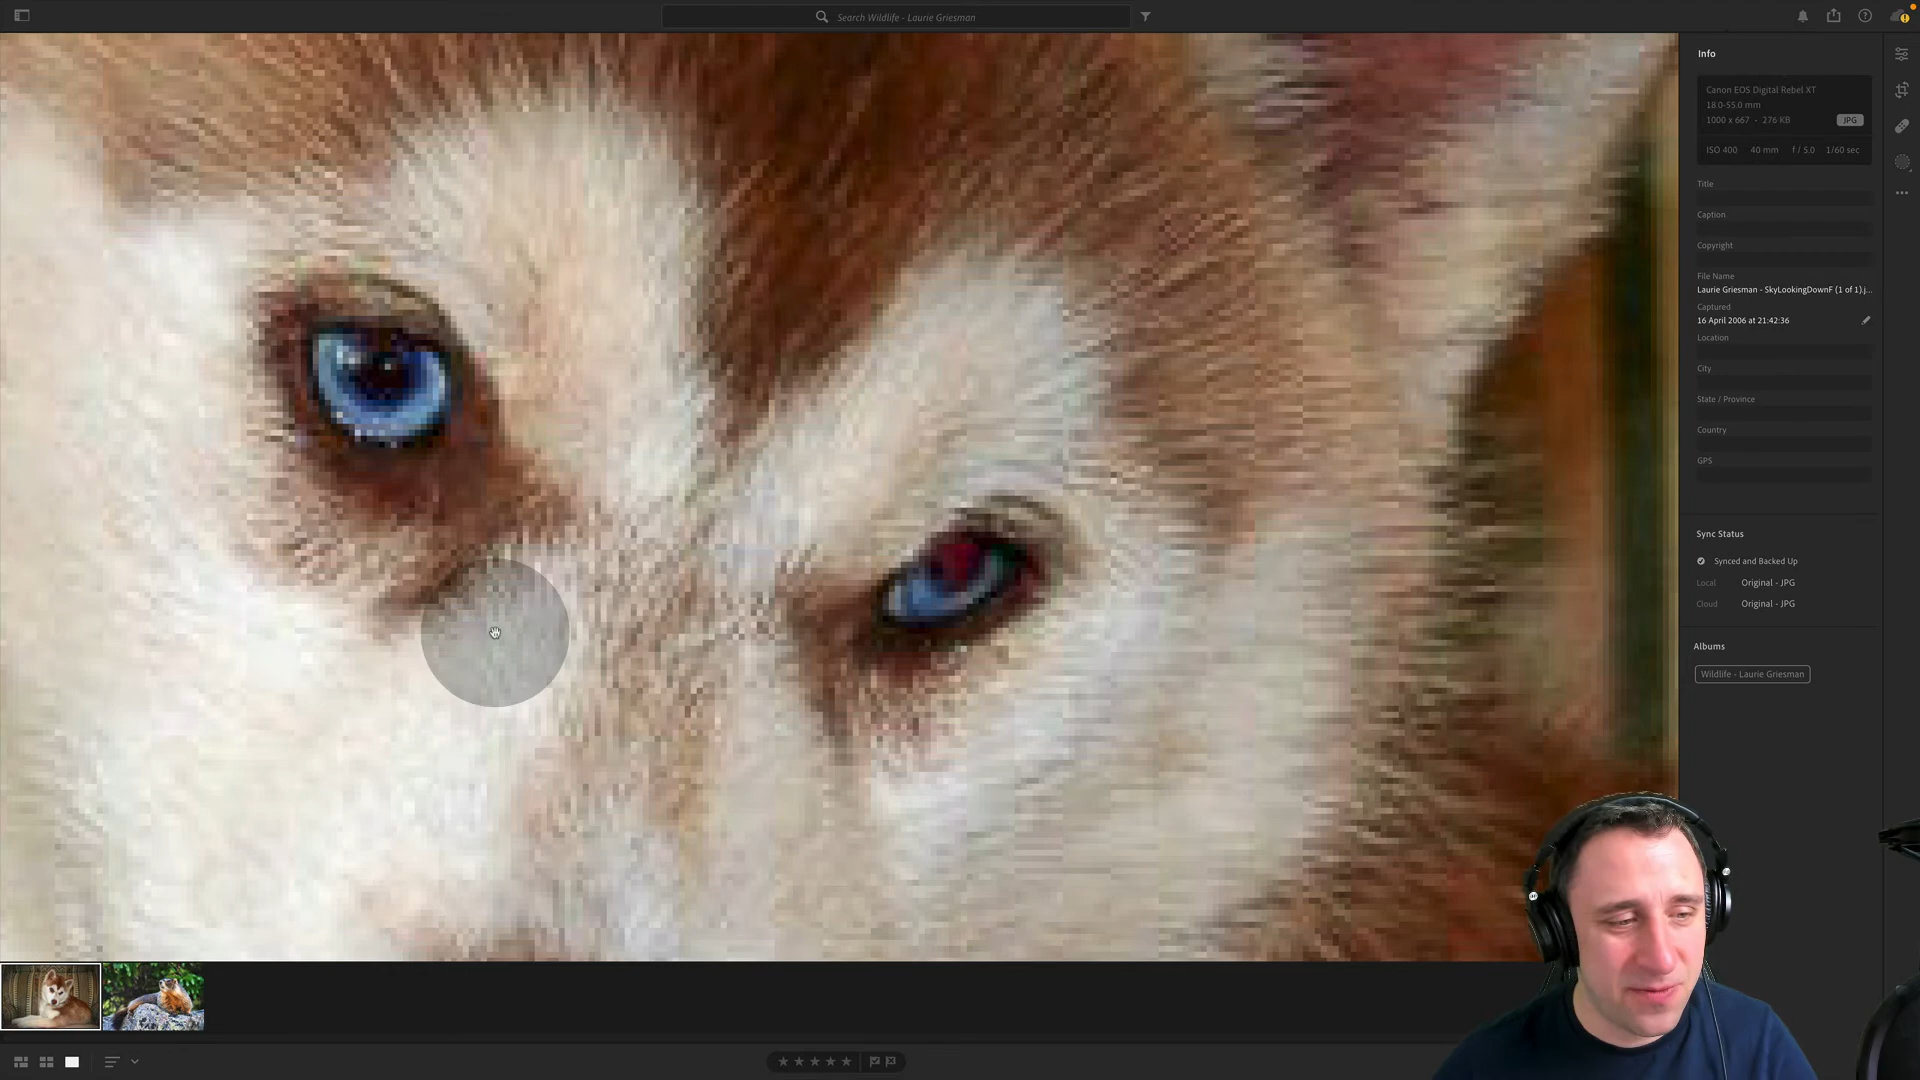 Search Wildlife - Laurie Griesman
Info
Canon EOS Digital Rebel XT
18.0-55.0 mm
1000 x 667 - 276 KB JPG
ISO 400 40 mm f / 5.0 1/60 sec
Title
Caption
Copyright
File Name
Laurie Griesman - SkyLookingDownF (1 of 1).j...
Captured
16 April 2006 at 21:42:36
Location
City
State / Province
Country
GPS
Sync Status
Synced and Backed Up
Local Original - JPG
Cloud Original - JPG
Albums
Wildlife - Laurie Griesman